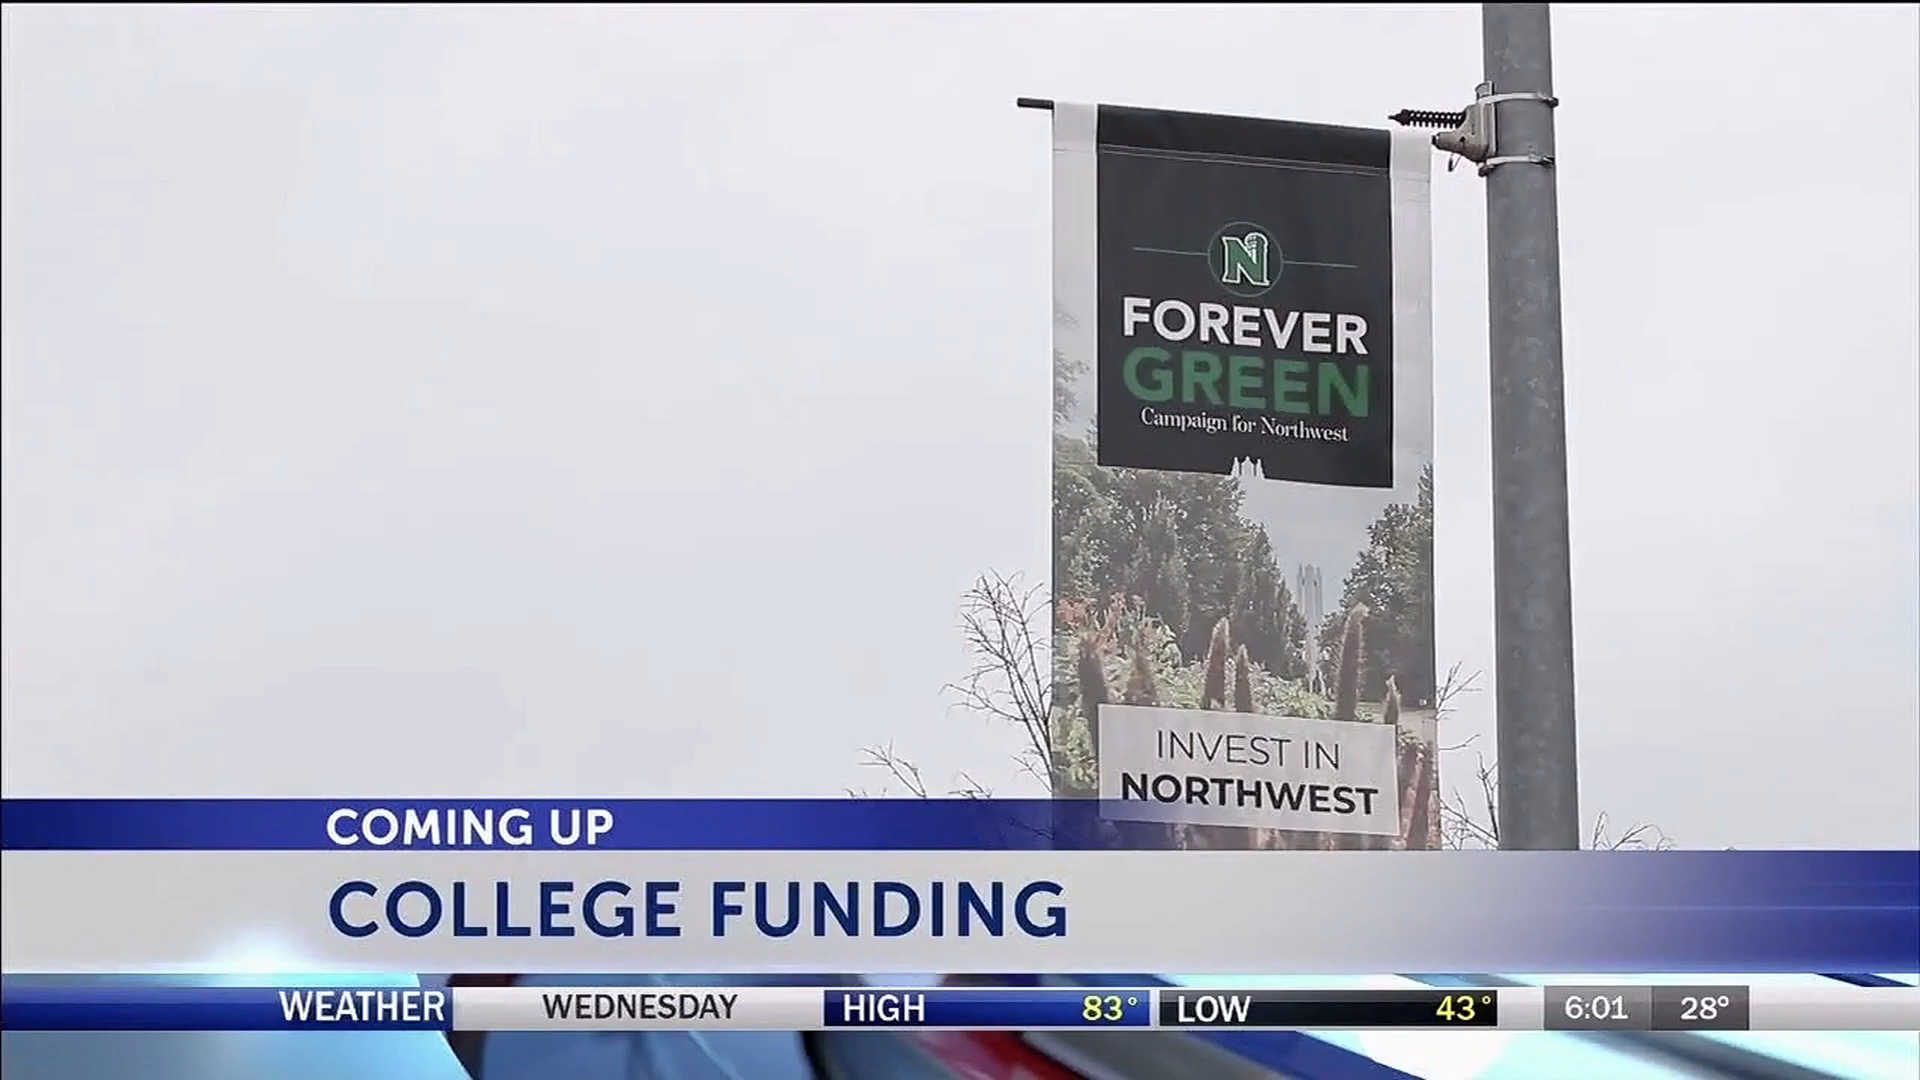 N
FOREVER
GREEN
Campaign for Northwest
INVEST IN
NORTHWEST
COMING UP
COLLEGE FUNDING
WEATHER WEDNESDAY HIGH 83° LOW 43° 6:01 28°